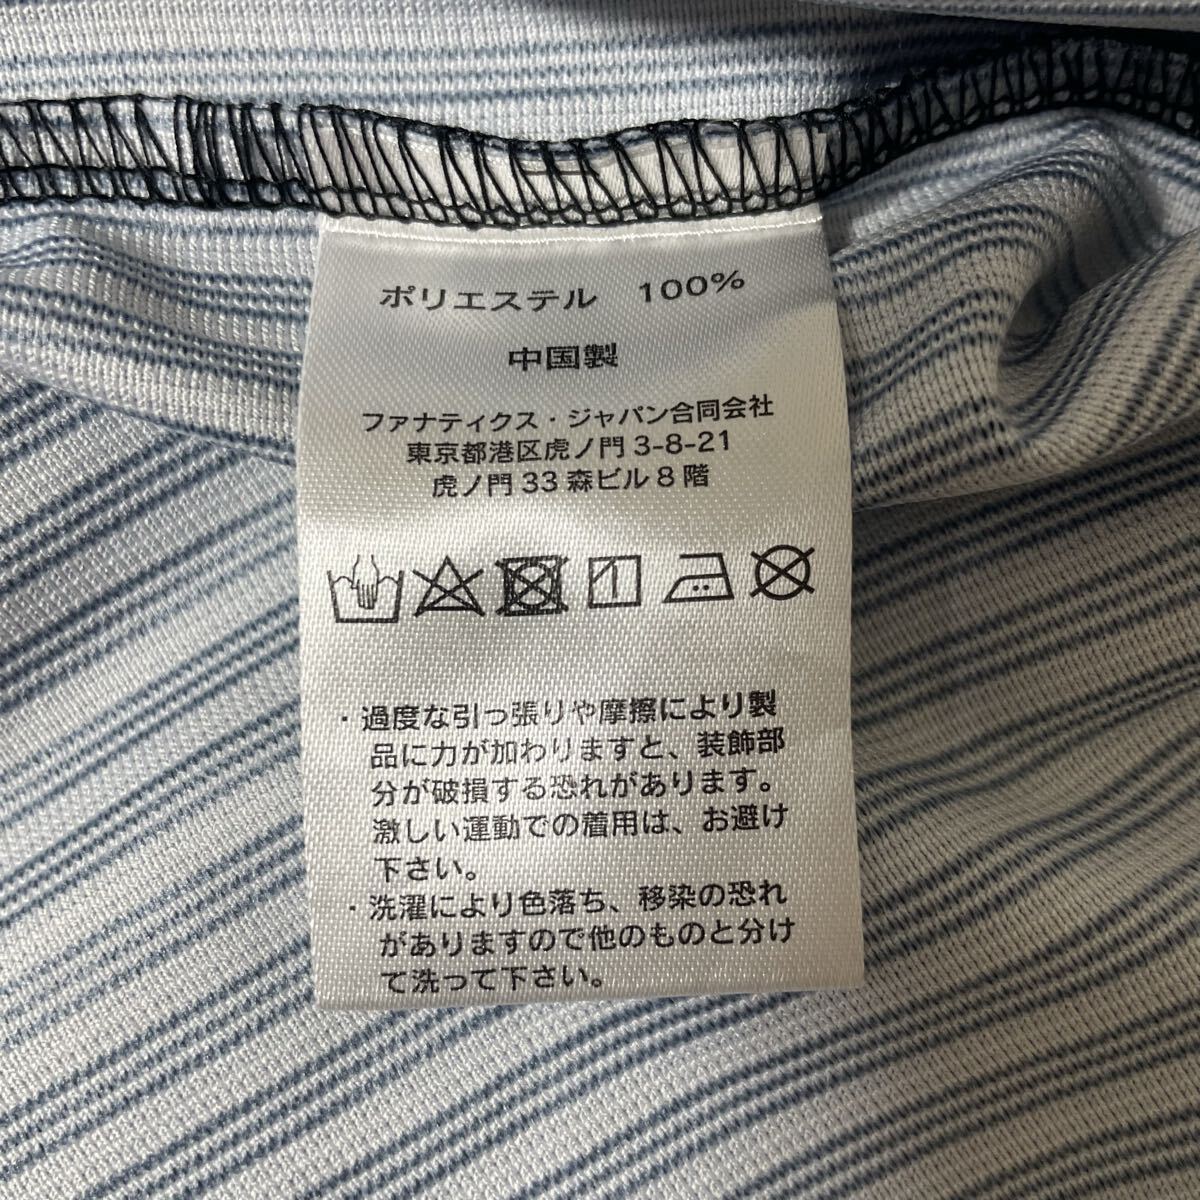 ポリエステル 100%
中国製
ファナティクス・ジャパン合同会社
東京都港区虎ノ門 3-8-21
虎ノ門 33 森ビル 8 階
・過度な引っ張りや摩擦により製
品に力が加わりますと、装飾部
分が破損する恐れがあります。
激しい運動での着用は、お避け
下さい。
・洗濯により色落ち、移染の恐れ
がありますので他のものと分け
て洗って下さい。